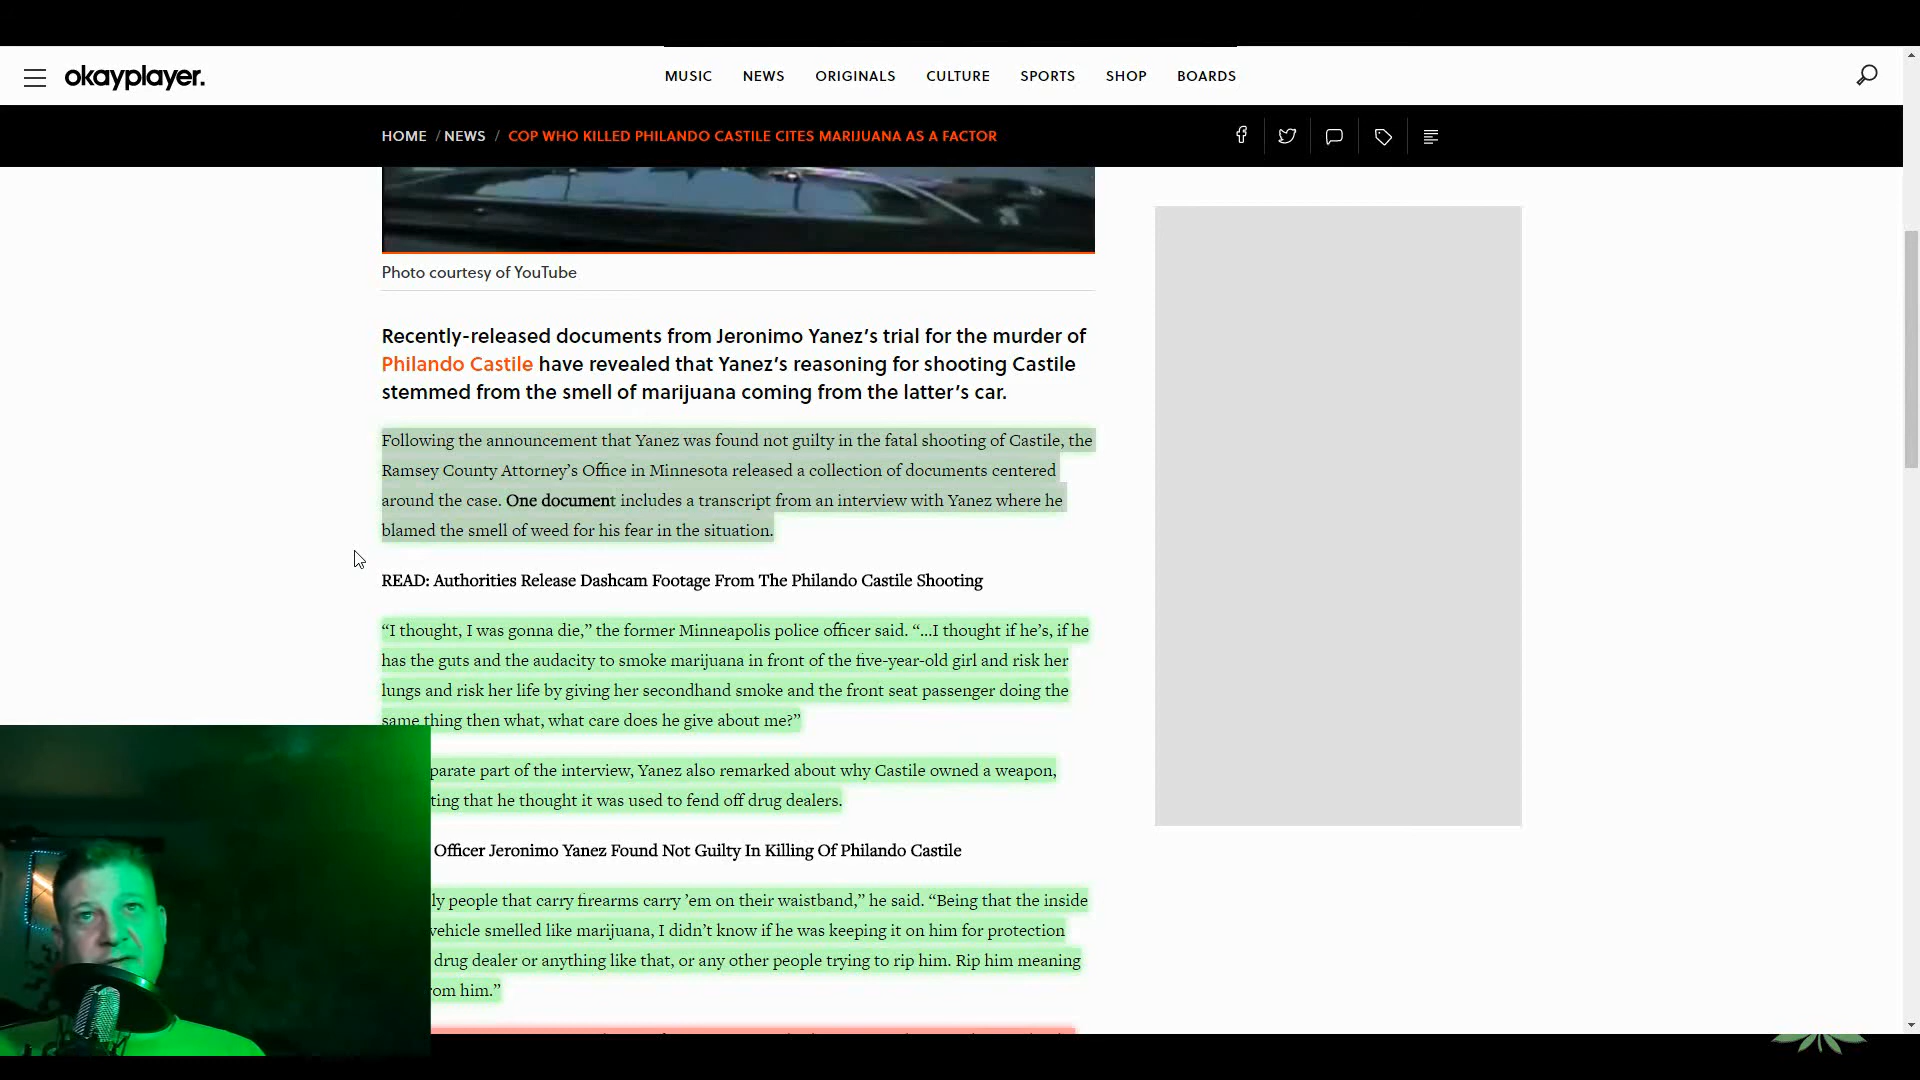 okayplayer.
MUSIC NEWS ORIGINALS CULTURE SPORTS SHOP BOARDS
HOME / NEWS / COP WHO KILLED PHILANDO CASTILE CITES MARIJUANA AS A FACTOR
Photo courtesy of YouTube
Recently-released documents from Jeronimo Yanez’s trial for the murder of
Philando Castile have revealed that Yanez’s reasoning for shooting Castile
stemmed from the smell of marijuana coming from the latter’s car.
Following the announcement that Yanez was found not guilty in the fatal shooting of Castile, the
Ramsey County Attorney’s Office in Minnesota released a collection of documents centered
around the case. One document includes a transcript from an interview with Yanez where he
blamed the smell of weed for his fear in the situation.
READ: Authorities Release Dashcam Footage From The Philando Castile Shooting
“I thought, I was gonna die,” the former Minneapolis police officer said. “...I thought if he’s, if he
has the guts and the audacity to smoke marijuana in front of the five-year-old girl and risk her
lungs and risk her life by giving her secondhand smoke and the front seat passenger doing the
same thing then what, what care does he give about me?”
parate part of the interview, Yanez also remarked about why Castile owned a weapon,
ting that he thought it was used to fend off drug dealers.
Officer Jeronimo Yanez Found Not Guilty In Killing Of Philando Castile
ly people that carry firearms carry ’em on their waistband,” he said. “Being that the inside
vehicle smelled like marijuana, I didn’t know if he was keeping it on him for protection
drug dealer or anything like that, or any other people trying to rip him. Rip him meaning
om him.”